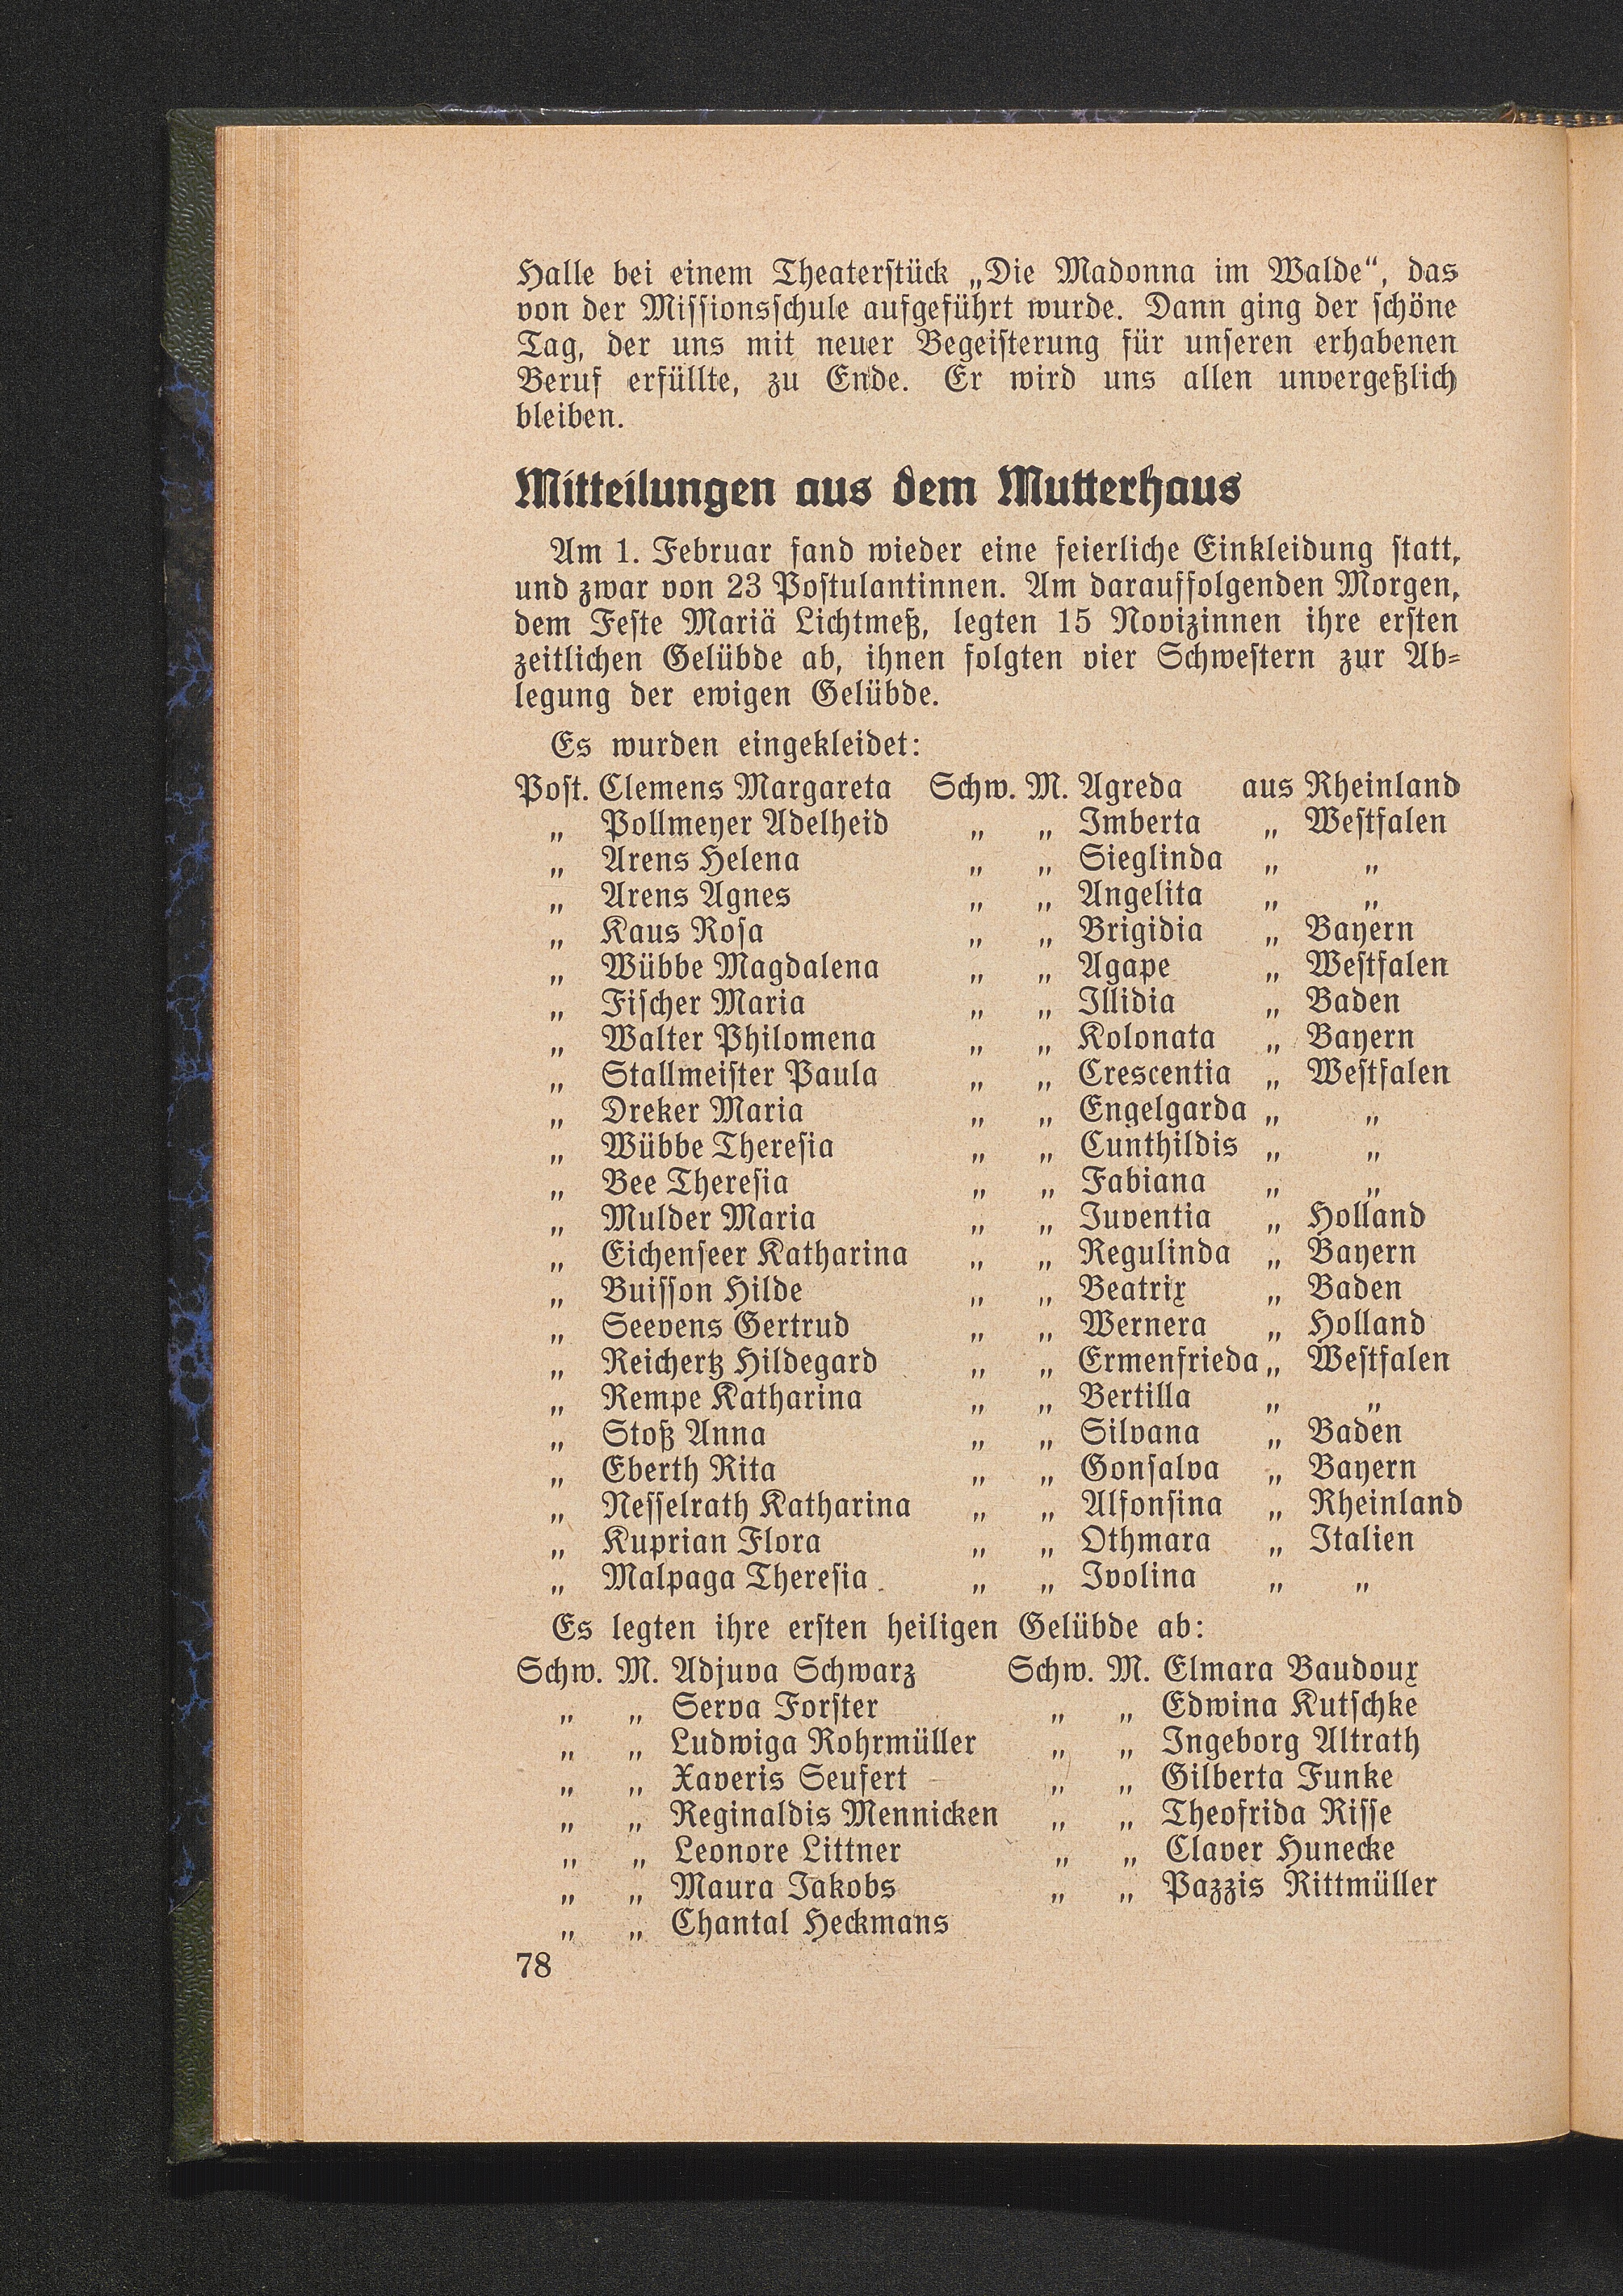 Halle bei einem Theaterstück „Die Madonna im Walde“, das
von der Missionsschule aufgeführt wurde. Dann ging der schöne
Tag, der uns mit neuer Begeisterung für unseren erhabenen
Beruf erfüllte, zu Ende. Er wird uns allen unvergeßlich
bleiben.
Mitteilungen aus dem Mutterhaus
Am 1. Februar fand wieder eine feierliche Einkleidung statt,
und zwar von 23 Postulantinnen. Am darauffolgenden Morgen,
dem Feste Mariä Lichtmeß, legten 15 Novizinnen ihre ersten
zeitlichen Gelübde ab, ihnen folgten vier Schwestern zur Ab-
legung der ewigen Gelübde.
Es wurden eingekleidet:
Post. Clemens Margareta Schw. M. Agreda aus Rheinland
„ Pollmeyer Adelheid „ „ Imberta „ Westfalen
„ Arens Helena „ „ Sieglinda „ „
„ Arens Agnes „ „ Angelita „ „
„ Kaus Rosa „ „ Brigidia „ Bayern
„ Wübbe Magdalena „ „ Agape „ Westfalen
„ Fischer Maria „ „ Illidia „ Baden
„ Walter Philomena „ „ Kolonata „ Bayern
„ Stallmeister Paula „ „ Crescentia „ Westfalen
„ Dreker Maria „ „ Engelgarda „ „
„ Wübbe Theresia „ „ Cunthildis „ „
„ Bee Theresia „ „ Fabiana „ „
„ Mulder Maria „ „ Juventia „ Holland
„ Eichenseer Katharina „ „ Regulinda „ Bayern
„ Buisson Hilde „ „ Beatrix „ Baden
„ Seevens Gertrud „ „ Wernera „ Holland
„ Reichertz Hildegard „ „ Ermenfrieda „ Westfalen
„ Rempe Katharina „ „ Bertilla „ „
„ Stoß Anna „ „ Silvana „ Baden
„ Eberth Rita „ „ Gonsalva „ Bayern
„ Nesselrath Katharina „ „ Alfonsina „ Rheinland
„ Kuprian Flora „ „ Othmara „ Italien
„ Malpaga Theresia „ „ Ivolina „ „
Es legten ihre ersten heiligen Gelübde ab:
Schw. M. Adjuva Schwarz Schw. M. Elmara Baudoux
„ „ Serva Forster „ „ Edwina Kutschke
„ „ Ludwiga Rohrmüller „ „ Ingeborg Altrath
„ „ Xaveris Seufert „ „ Gilberta Funke
„ „ Reginaldis Mennicken „ „ Theofrida Risse
„ „ Leonore Littner „ „ Claver Hunecke
„ „ Maura Jakobs „ „ Pazzis Rittmüller
„ „ Chantal Heckmans
78